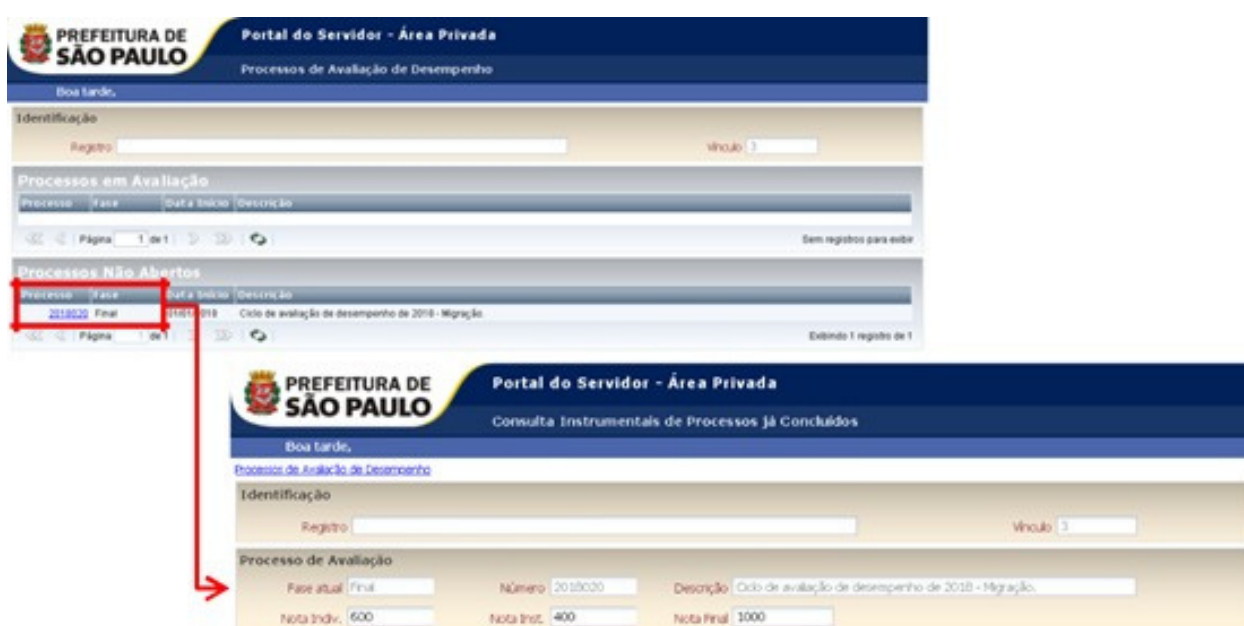 PREFEITURA DE
SÃO PAULO
Portal do Servidor - Área Privada
Processos de Avaliação de Desempenho
Boa tarde,
Identificação
Registro Vínculo 3
Processos em Avaliação
Processo Fase Data Início Descrição
Página 1 de 1 Sem registros para exibir
Processos Não Abertos
Processo Fase Data Início Descrição
2018020 Final 01/01/2018 Ciclo de avaliação de desempenho de 2018 - Migração.
Página 1 de 1 Exibindo 1 registro de 1
PREFEITURA DE
SÃO PAULO
Portal do Servidor - Área Privada
Consulta Instrumentais de Processos já Concluídos
Boa tarde,
Processos de Avaliação de Desempenho
Identificação
Registro Vínculo 3
Processo de Avaliação
Fase atual Final Número 2018020 Descrição Ciclo de avaliação de desempenho de 2018 - Migração.
Nota Indiv. 600 Nota Inst. 400 Nota Final 1000